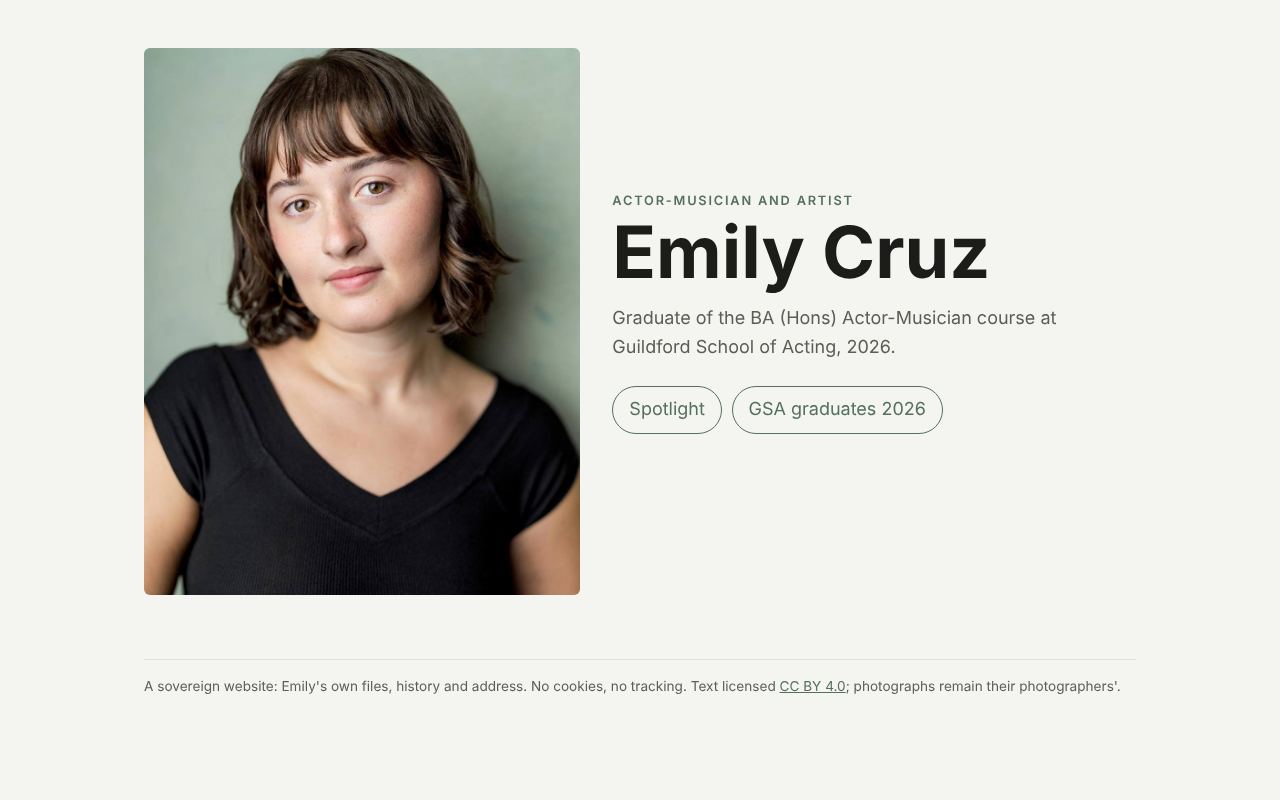 ACTOR-MUSICIAN AND ARTIST
Emily Cruz
Graduate of the BA (Hons) Actor-Musician course at
Guildford School of Acting, 2026.
Spotlight
GSA graduates 2026
A sovereign website: Emily's own files, history and address. No cookies, no tracking. Text licensed CC BY 4.0; photographs remain their photographers'.